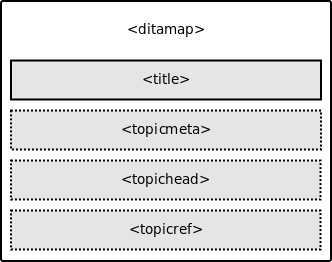 <ditamap>
<title>
<topicmeta>
<topichead>
<topicref>